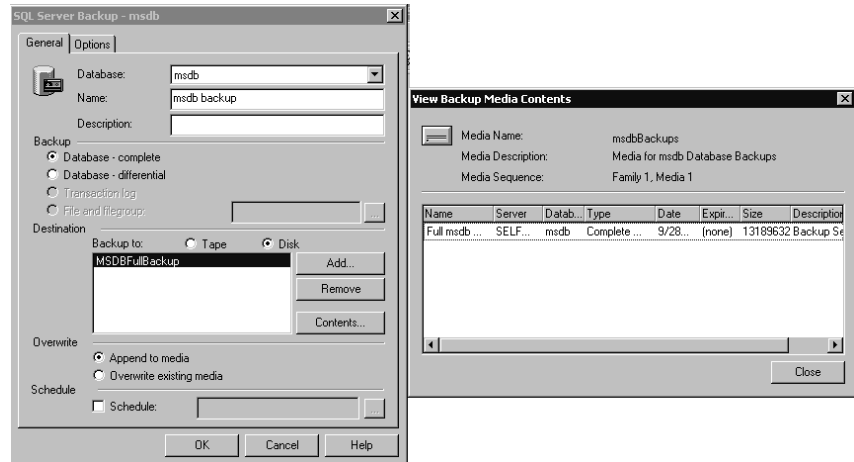 SQL Server Backup - msdb
General
Options
Database:
msdb
Name:
msdb backup
Description:
Backup
Database - complete
Database - differential
Transaction log
File and filegroup:
...
Destination
Backup to:
Tape
Disk
MSDBFullBackup
Add...
Remove
Contents...
Overwrite
Append to media
Overwrite existing media
Schedule
Schedule:
...
OK
Cancel
Help
View Backup Media Contents
Media Name: msdbBackups
Media Description: Media for msdb Database Backups
Media Sequence: Family 1, Media 1
Name Server Datab... Type Date Expir... Size Description
Full msdb ... SELF... msdb Complete ... 9/28... (none) 13189632 Backup Se
Close